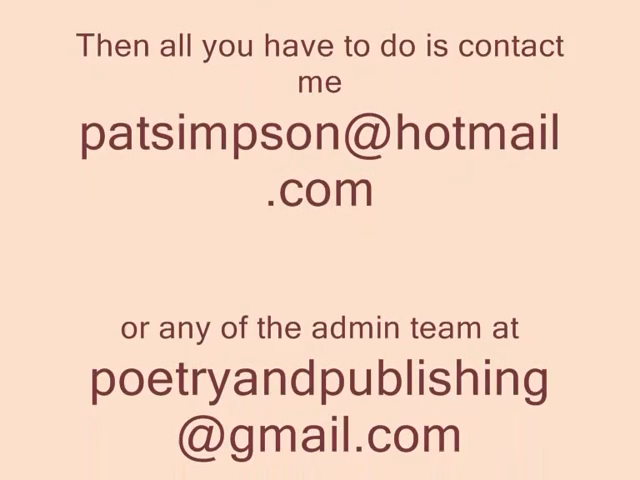 Then all you have to do is contact
me
patsimpson@hotmail
.com
or any of the admin team at
poetryandpublishing
@gmail.com